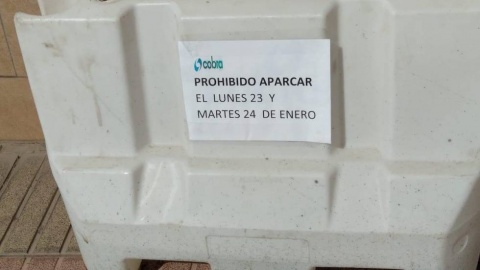 cobra
PROHIBIDO APARCAR
EL LUNES 23 Y
MARTES 24 DE ENERO